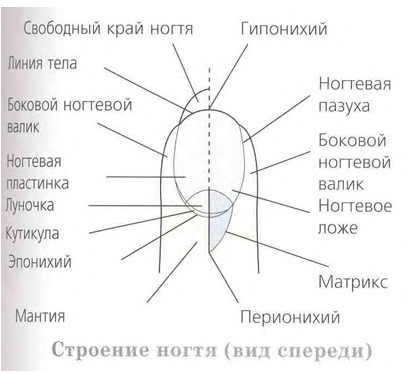 Свободный край ногтя
Гипонихий
Линия тела
Ногтевая
пазуха
Боковой ногтевой
валик
Боковой
ногтевой
валик
Ногтевая
пластинка
Луночка
Ногтевое
ложе
Кутикула
Эпонихий
Матрикс
Мантия
Перионихий
Строение ногтя (вид спереди)